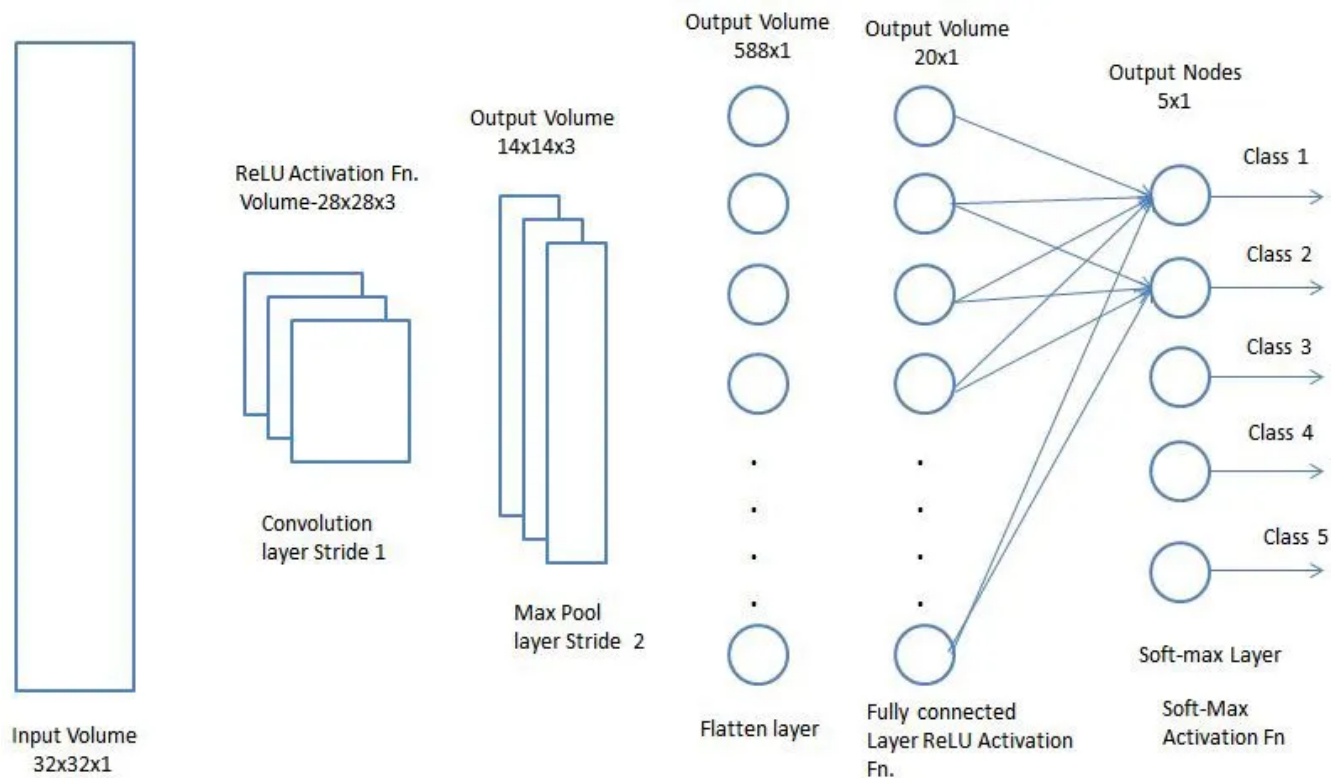 Input Volume
32x32x1
ReLU Activation Fn.
Volume-28x28x3
Convolution
layer Stride 1
Output Volume
14x14x3
Max Pool
layer Stride 2
Output Volume
588x1
Flatten layer
Output Volume
20x1
Fully connected
Layer ReLU Activation
Fn.
Output Nodes
5x1
Class 1
Class 2
Class 3
Class 4
Class 5
Soft-max Layer
Soft-Max
Activation Fn